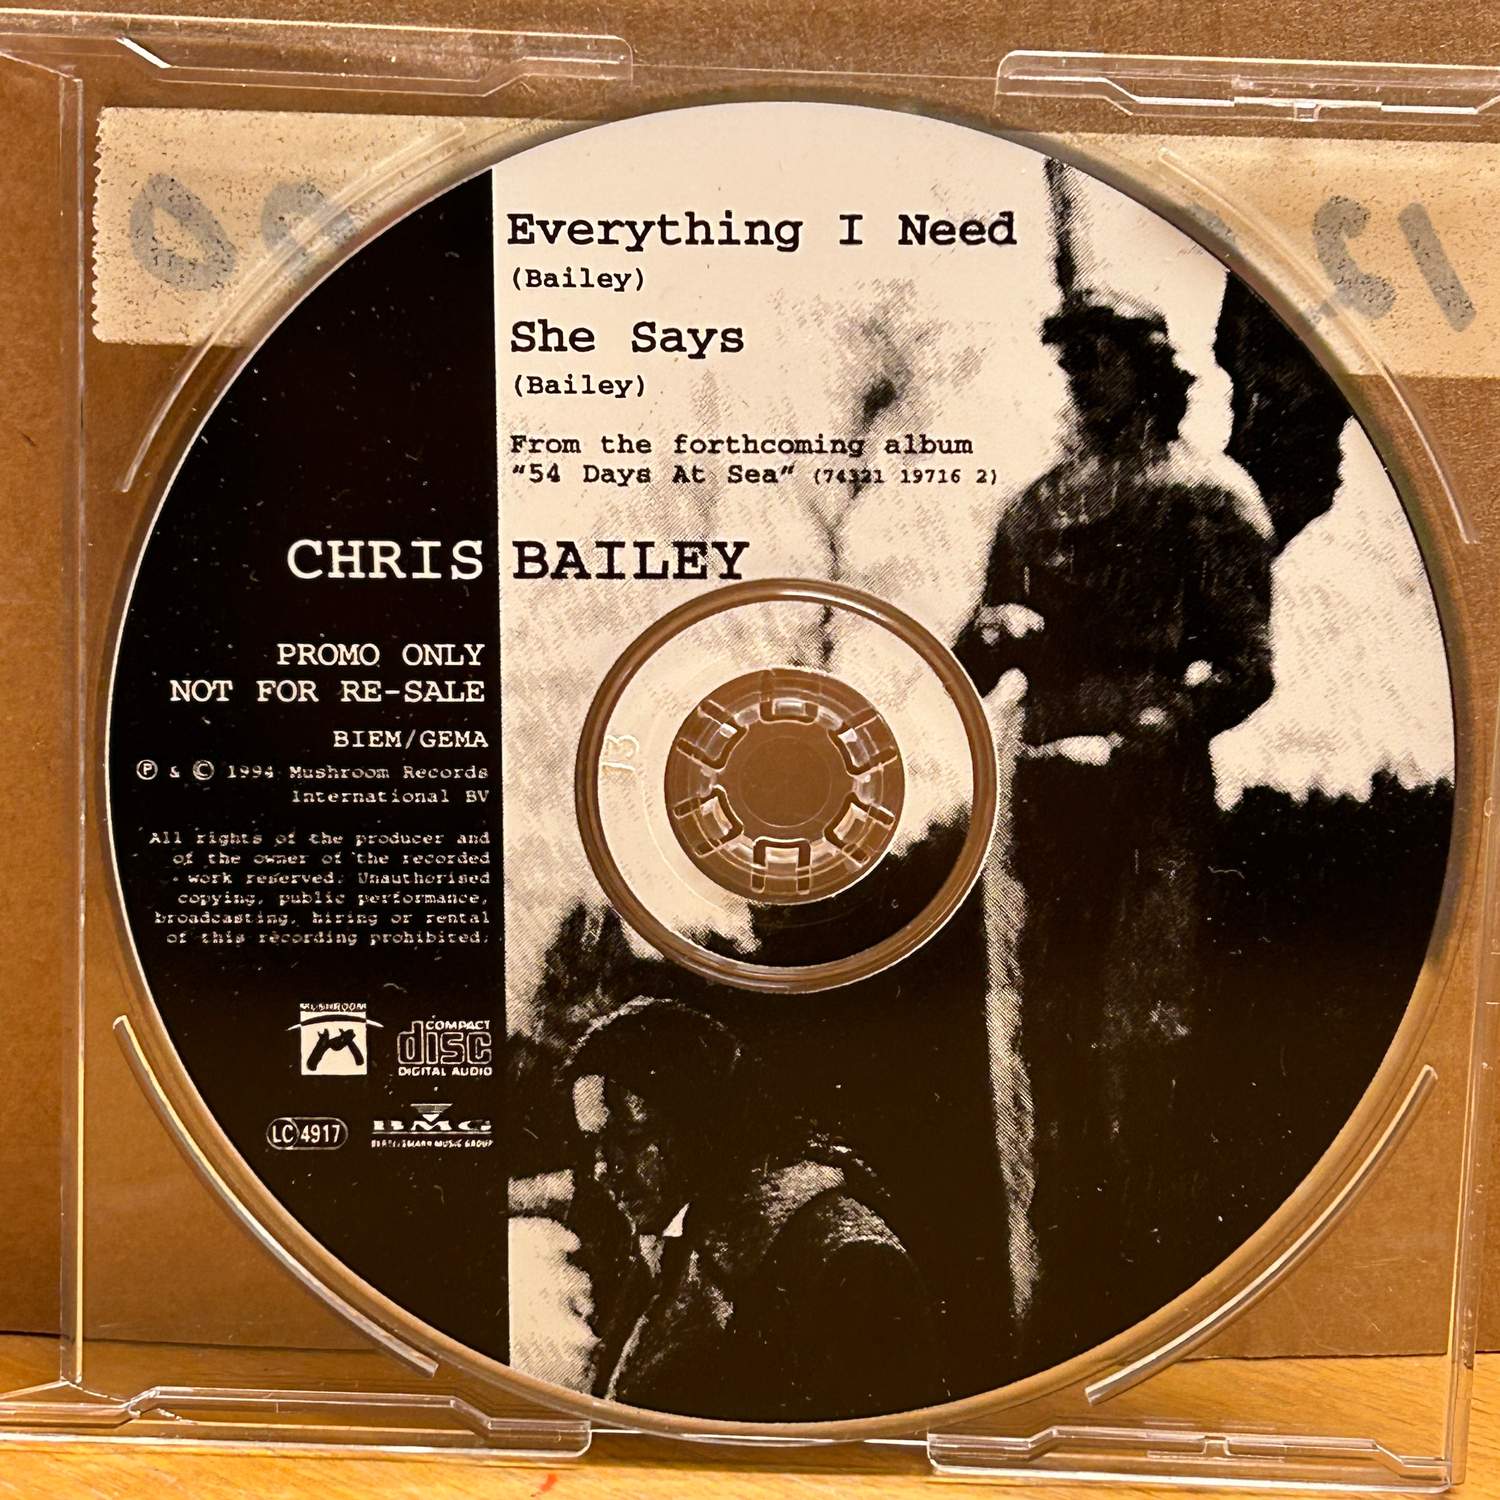 Everything I Need
(Bailey)
She Says
(Bailey)
From the forthcoming album
"54 Days At Sea" (74321 19716 2)
CHRIS BAILEY
PROMO ONLY
NOT FOR RE-SALE
BIEM/GEMA
℗ & © 1994 Mushroom Records
International BV
All rights of the producer and
of the owner of the recorded
work reserved. Unauthorised
copying, public performance,
broadcasting, hiring or rental
of this recording prohibited.
MUSHROOM
COMPACT
disc
DIGITAL AUDIO
LC 4917
BMG
BERTELSMANN MUSIC GROUP
13